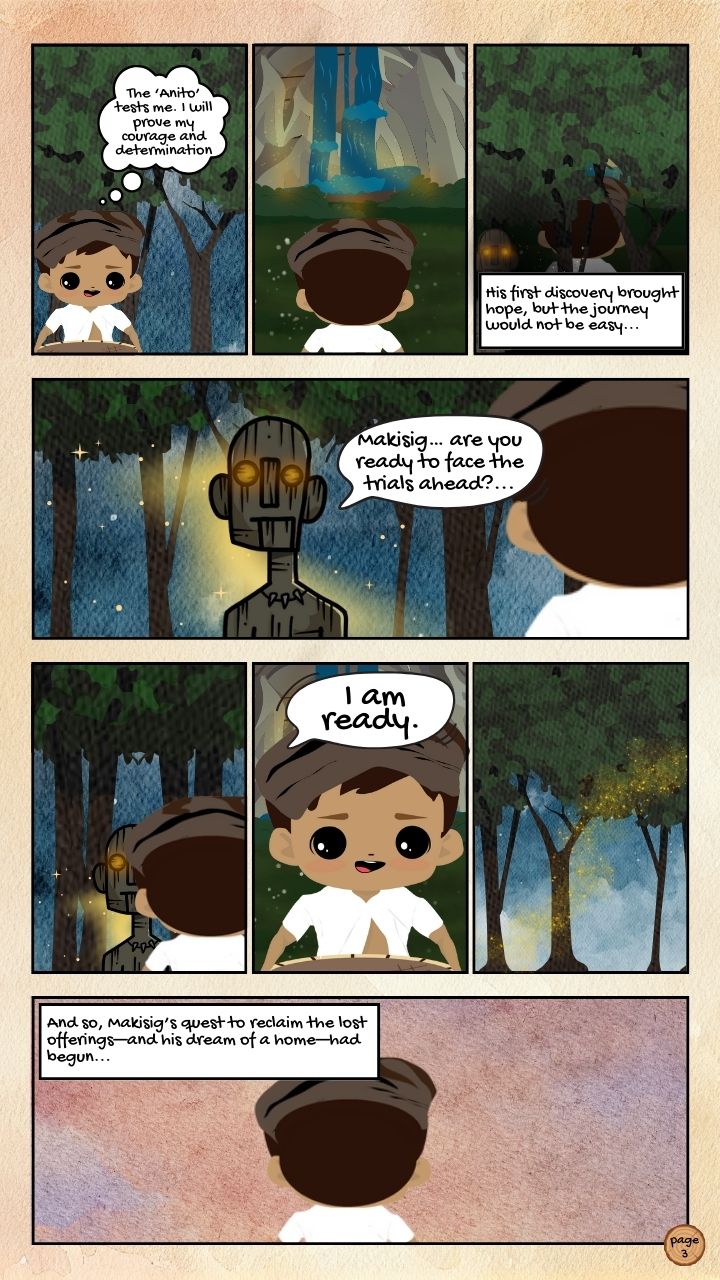 The ‘Anito’
tests me. I will
prove my
courage and
determination
His first discovery brought
hope, but the journey
would not be easy...
Makisig... are you
ready to face the
trials ahead?...
I am
ready.
And so, Makisig’s quest to reclaim the lost
offerings—and his dream of a home—had
begun...
page
3